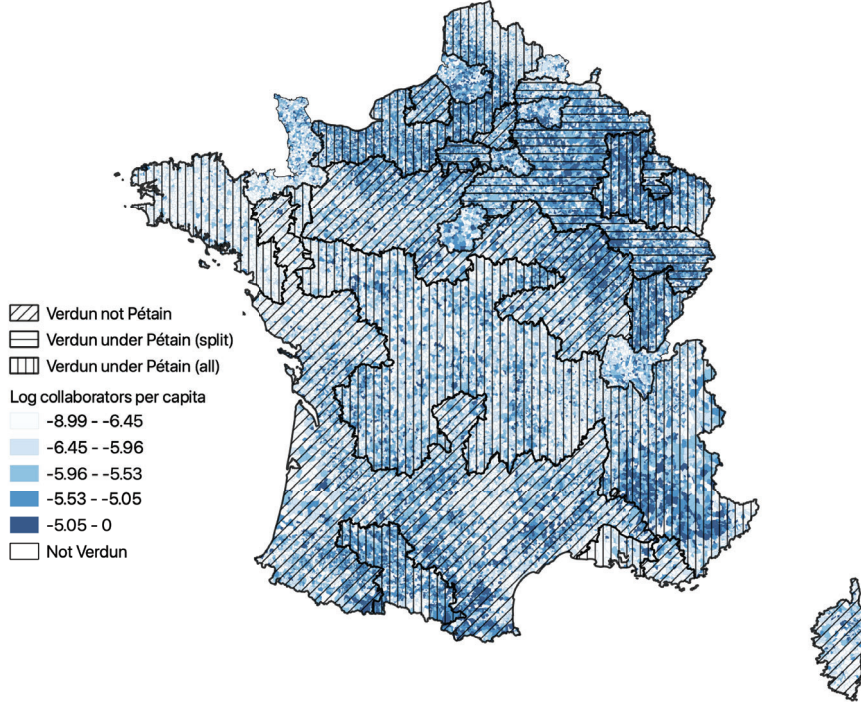 Verdun not Pétain
Verdun under Pétain (split)
Verdun under Pétain (all)
Log collaborators per capita
-8.99 - -6.45
-6.45 - -5.96
-5.96 - -5.53
-5.53 - -5.05
-5.05 - 0
Not Verdun